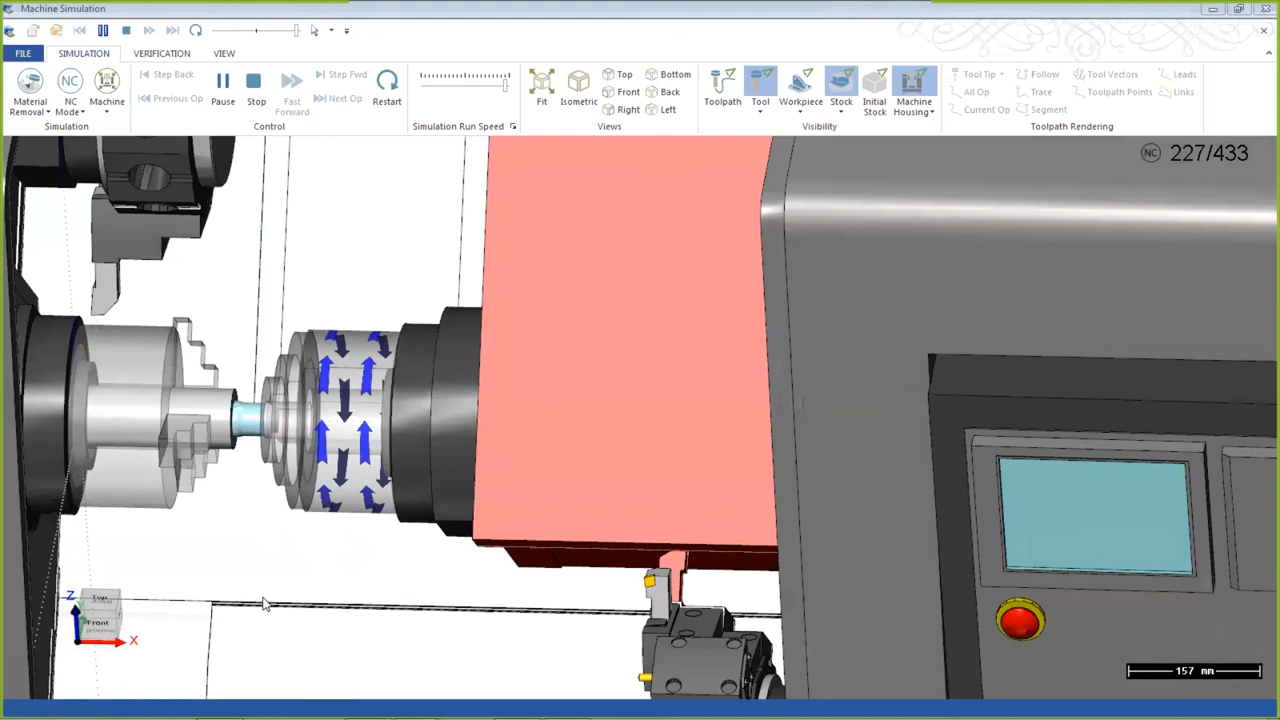 Machine Simulation
FILE SIMULATION VERIFICATION VIEW
Material Removal
NC Mode
Machine
Simulation
Step Back
Previous Op
Pause
Stop
Fast Forward
Step Fwd
Next Op
Restart
Control
Simulation Run Speed
Fit
Isometric
Top
Front
Right
Bottom
Back
Left
Views
Toolpath
Tool
Workpiece
Stock
Initial Stock
Machine Housing
Visibility
Tool Tip
All Op
Current Op
Follow
Trace
Segment
Tool Vectors
Toolpath Points
Leads
Links
Toolpath Rendering
NC 227/433
Z
Top
Front
X
157 mm